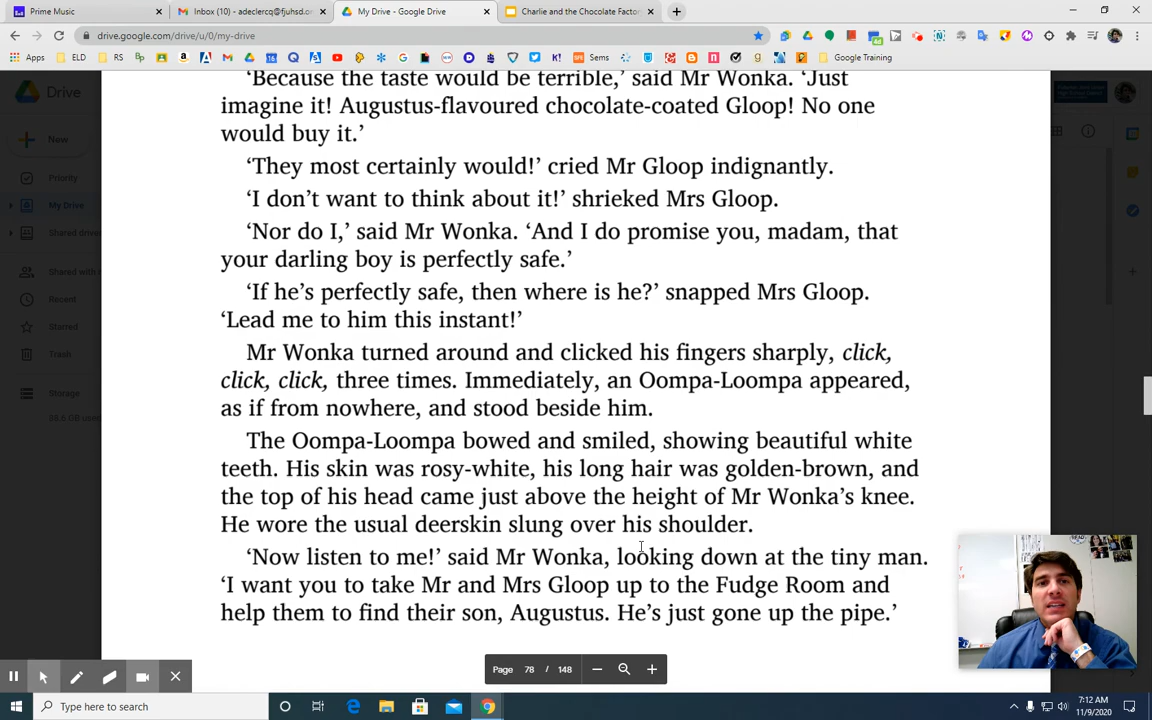 Prime Music
Inbox (10) - adeclercq@fjuhsd.o
My Drive - Google Drive
Charlie and the Chocolate Factor
drive.google.com/drive/u/0/my-drive
Apps
ELD
RS
Sems
Google Training
Drive
New
Priority
My Drive
Shared drives
Shared with
Recent
Starred
Trash
Storage
‘Because the taste would be terrible,’ said Mr Wonka. ‘Just
imagine it! Augustus-flavoured chocolate-coated Gloop! No one
would buy it.’
‘They most certainly would!’ cried Mr Gloop indignantly.
‘I don’t want to think about it!’ shrieked Mrs Gloop.
‘Nor do I,’ said Mr Wonka. ‘And I do promise you, madam, that
your darling boy is perfectly safe.’
‘If he’s perfectly safe, then where is he?’ snapped Mrs Gloop.
‘Lead me to him this instant!’
Mr Wonka turned around and clicked his fingers sharply, click,
click, click, three times. Immediately, an Oompa-Loompa appeared,
as if from nowhere, and stood beside him.
The Oompa-Loompa bowed and smiled, showing beautiful white
teeth. His skin was rosy-white, his long hair was golden-brown, and
the top of his head came just above the height of Mr Wonka’s knee.
He wore the usual deerskin slung over his shoulder.
‘Now listen to me!’ said Mr Wonka, looking down at the tiny man.
‘I want you to take Mr and Mrs Gloop up to the Fudge Room and
help them to find their son, Augustus. He’s just gone up the pipe.’
Page 78 / 148
Type here to search
7:12 AM
11/9/2020